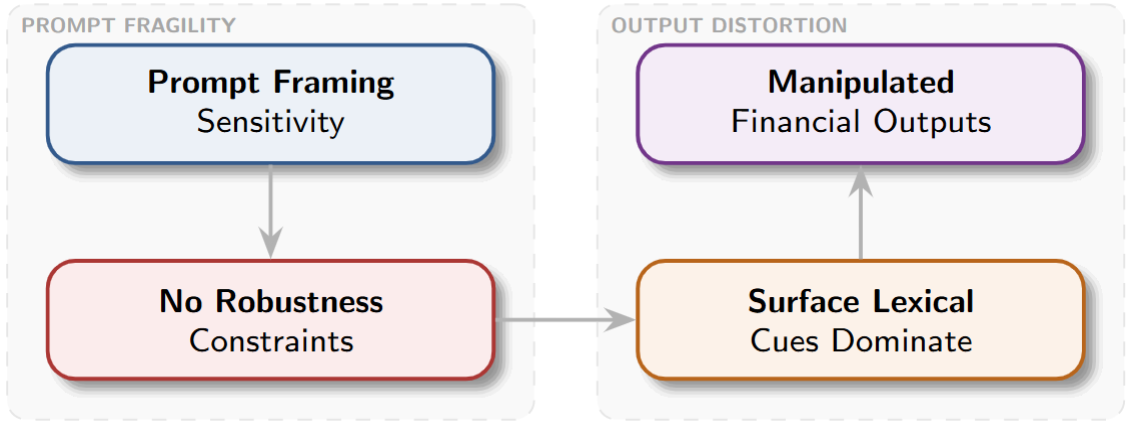 PROMPT FRAGILITY
Prompt Framing
Sensitivity
No Robustness
Constraints
OUTPUT DISTORTION
Manipulated
Financial Outputs
Surface Lexical
Cues Dominate